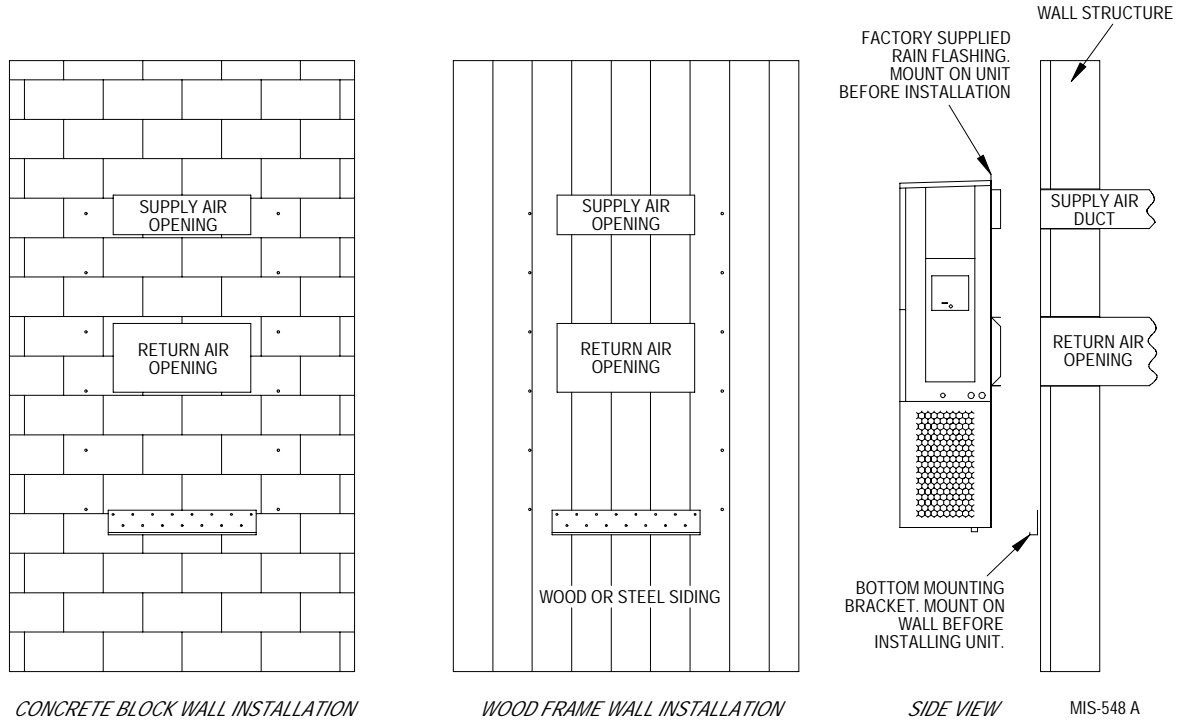 WALL STRUCTURE
FACTORY SUPPLIED
RAIN FLASHING.
MOUNT ON UNIT
BEFORE INSTALLATION
SUPPLY AIR
OPENING
RETURN AIR
OPENING
SUPPLY AIR
OPENING
RETURN AIR
OPENING
WOOD OR STEEL SIDING
SUPPLY AIR
DUCT
RETURN AIR
OPENING
BOTTOM MOUNTING
BRACKET. MOUNT ON
WALL BEFORE
INSTALLING UNIT.
CONCRETE BLOCK WALL INSTALLATION
WOOD FRAME WALL INSTALLATION
SIDE VIEW
MIS-548 A